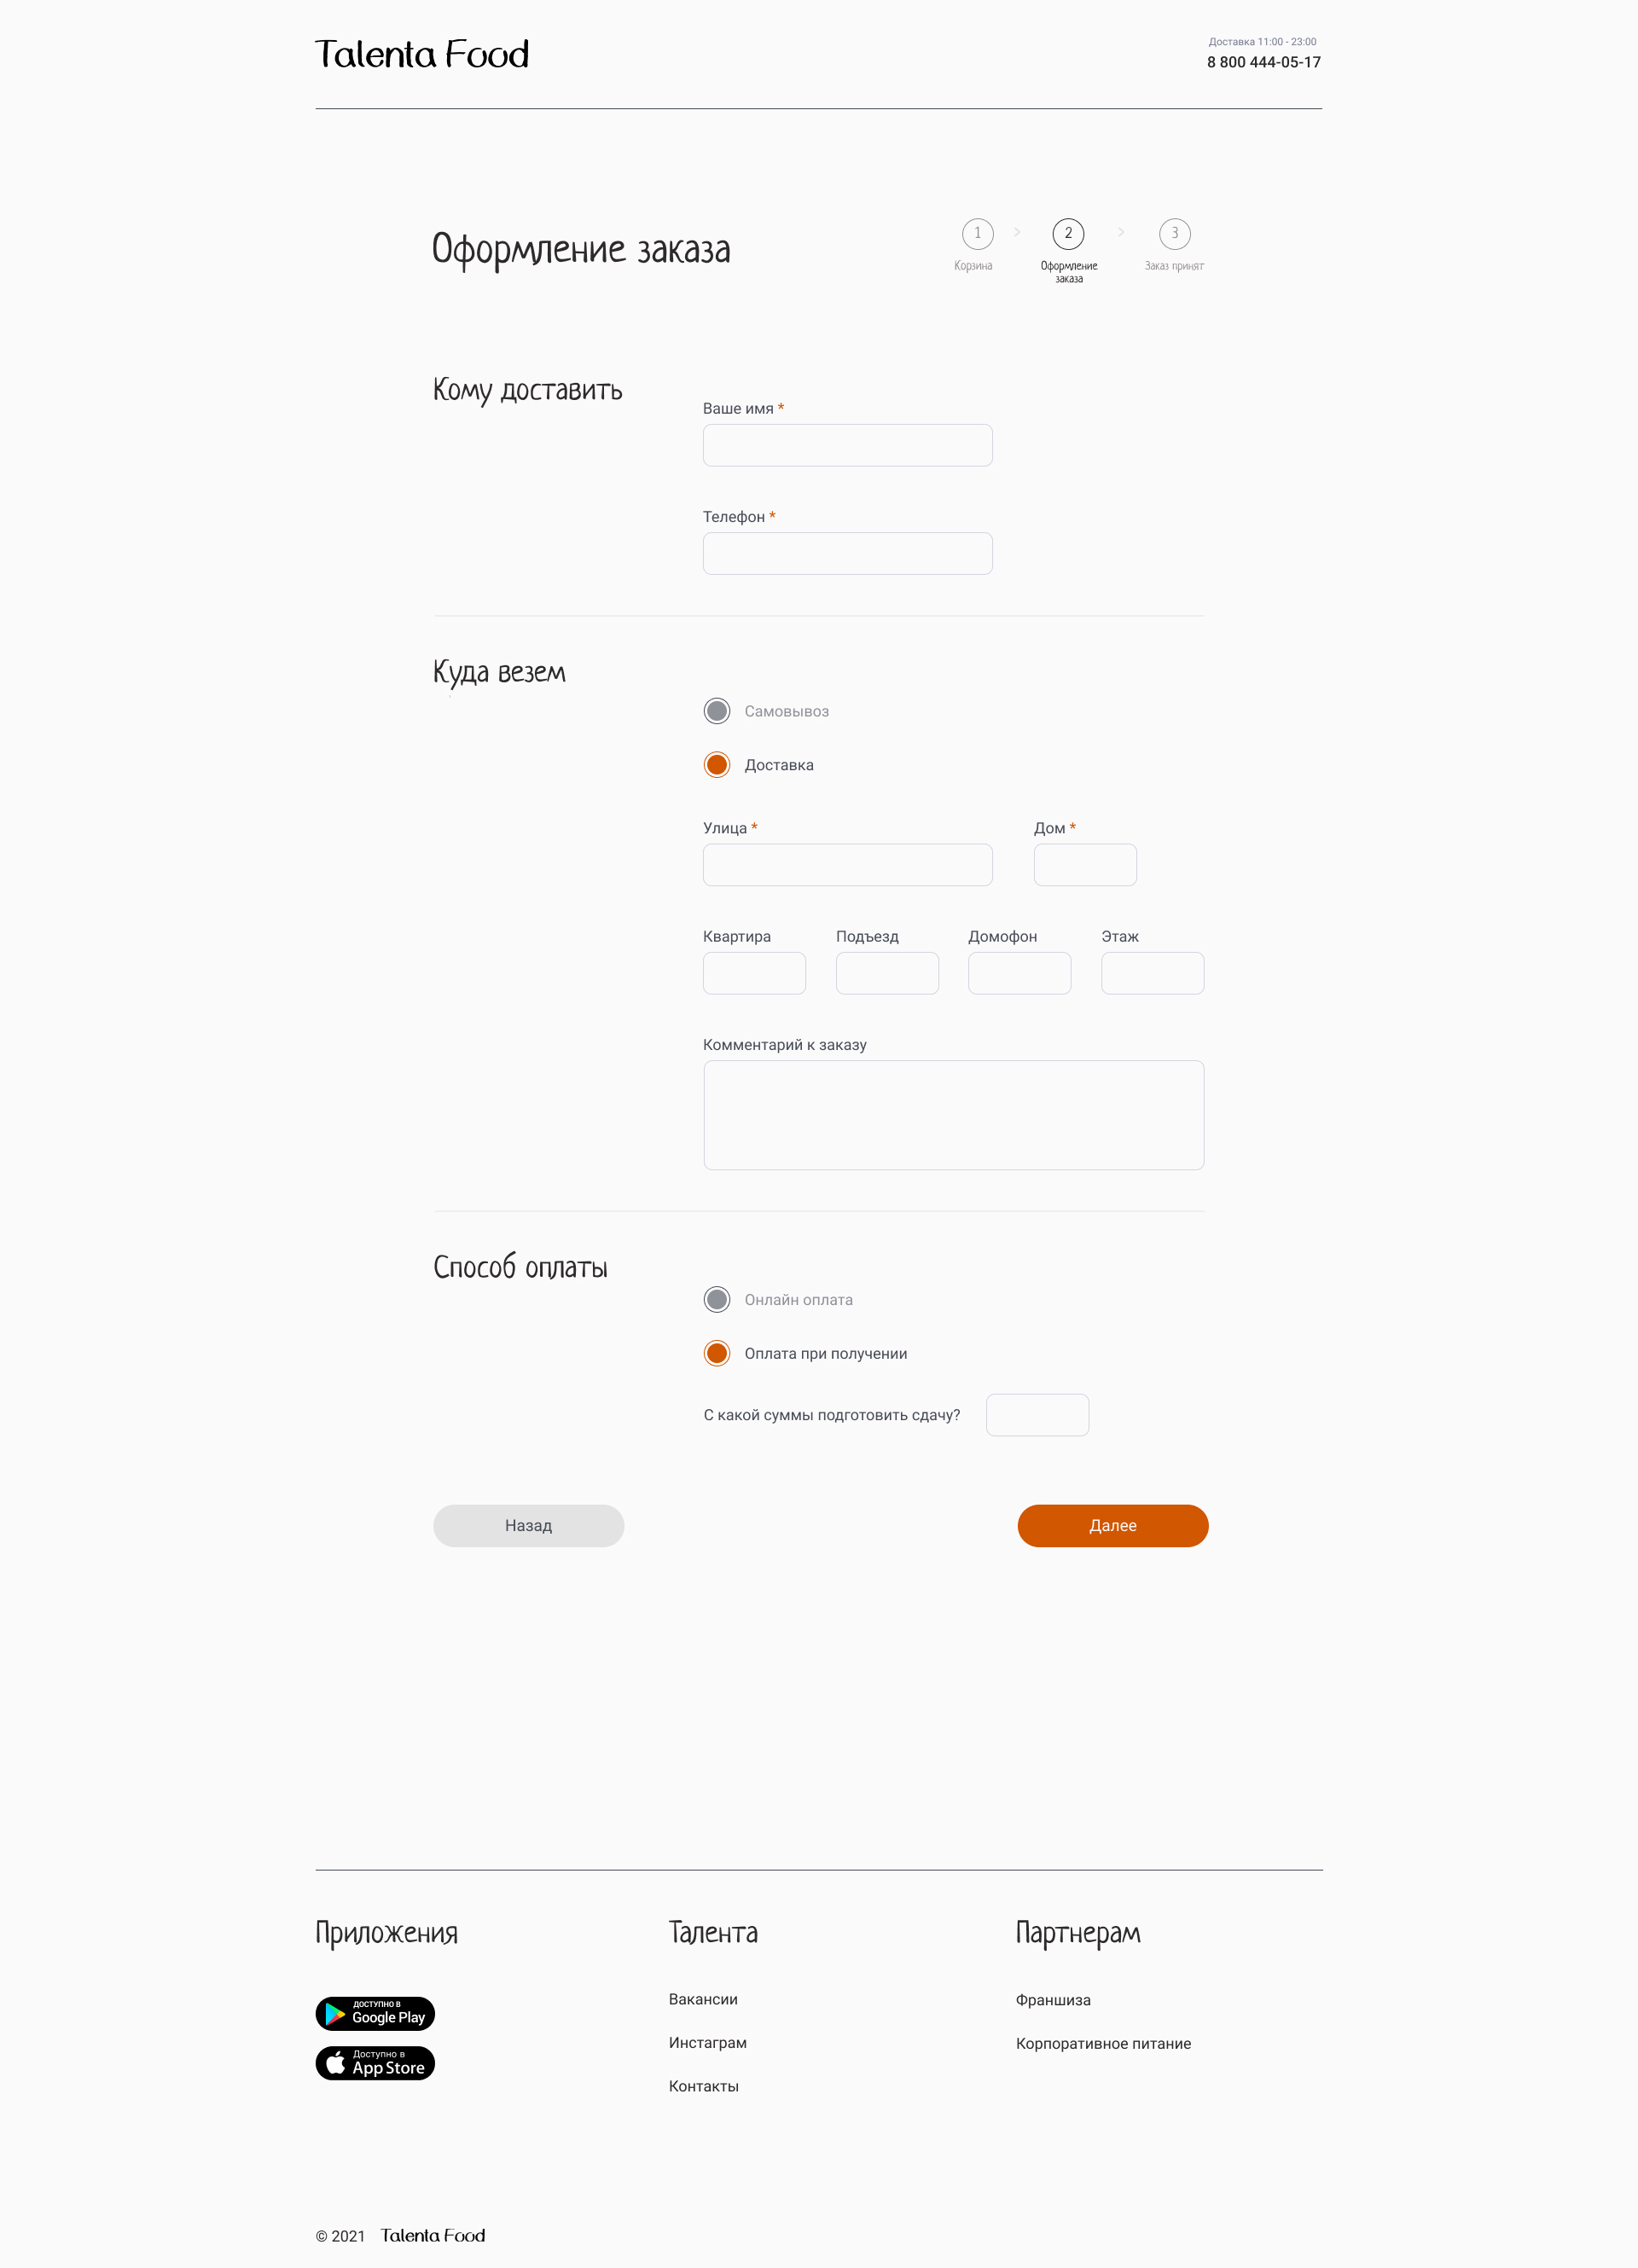 Talenta Food
Доставка 11:00 - 23:00
8 800 444-05-17
Оформление заказа
1 > 2 > 3
Корзина
Оформление
заказа
Заказ принят
Кому доставить
Ваше имя *
Телефон *
Куда везем
Самовывоз
Доставка
Улица * Дом *
Квартира Подъезд Домофон Этаж
Комментарий к заказу
Способ оплаты
Онлайн оплата
Оплата при получении
С какой суммы подготовить сдачу?
Назад Далее
Приложения
ДОСТУПНО В
Google Play
Доступно в
App Store
Талента
Вакансии
Инстаграм
Контакты
Партнерам
Франшиза
Корпоративное питание
© 2021 Talenta Food